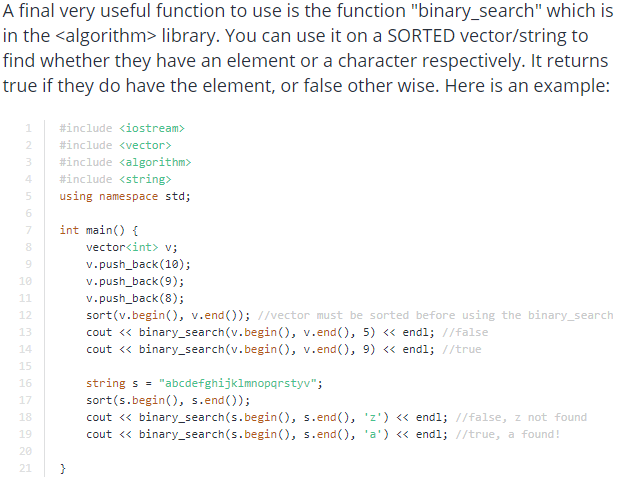 A final very useful function to use is the function "binary_search" which is
in the <algorithm> library. You can use it on a SORTED vector/string to
find whether they have an element or a character respectively. It returns
true if they do have the element, or false other wise. Here is an example:
1 #include <iostream>
2 #include <vector>
3 #include <algorithm>
4 #include <string>
5 using namespace std;
6
7 int main() {
8 vector<int> v;
9 v.push_back(10);
10 v.push_back(9);
11 v.push_back(8);
12 sort(v.begin(), v.end()); //vector must be sorted before using the binary_search
13 cout << binary_search(v.begin(), v.end(), 5) << endl; //false
14 cout << binary_search(v.begin(), v.end(), 9) << endl; //true
15
16 string s = "abcdefghijklmnopqrstyv";
17 sort(s.begin(), s.end());
18 cout << binary_search(s.begin(), s.end(), 'z') << endl; //false, z not found
19 cout << binary_search(s.begin(), s.end(), 'a') << endl; //true, a found!
20
21 }